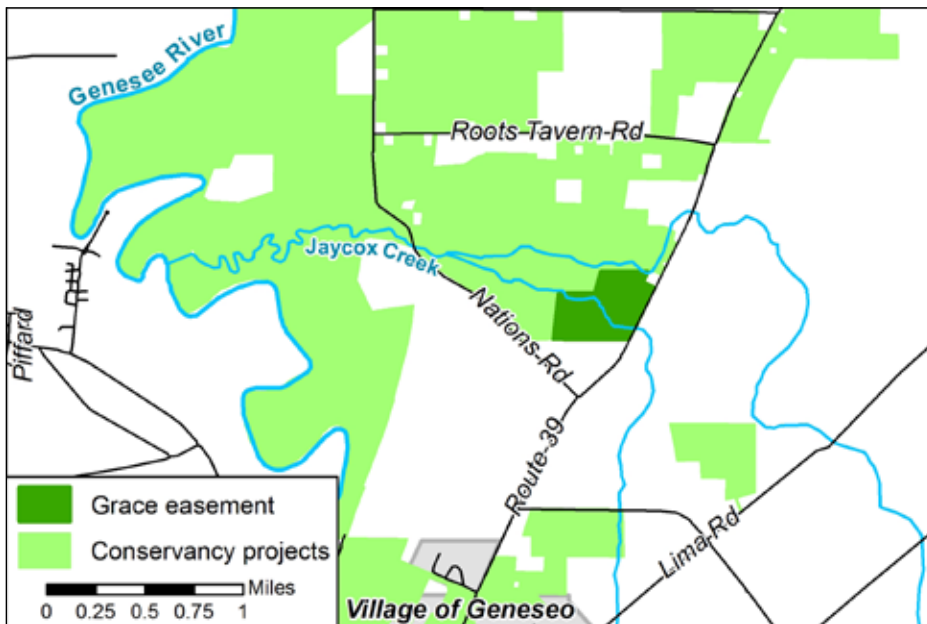 Genesee River
Roots Tavern Rd
Jaycox Creek
Nations Rd
Piffard
Route 39
Lima Rd
Grace easement
Conservancy projects
Miles
0 0.25 0.5 0.75 1
Village of Geneseo